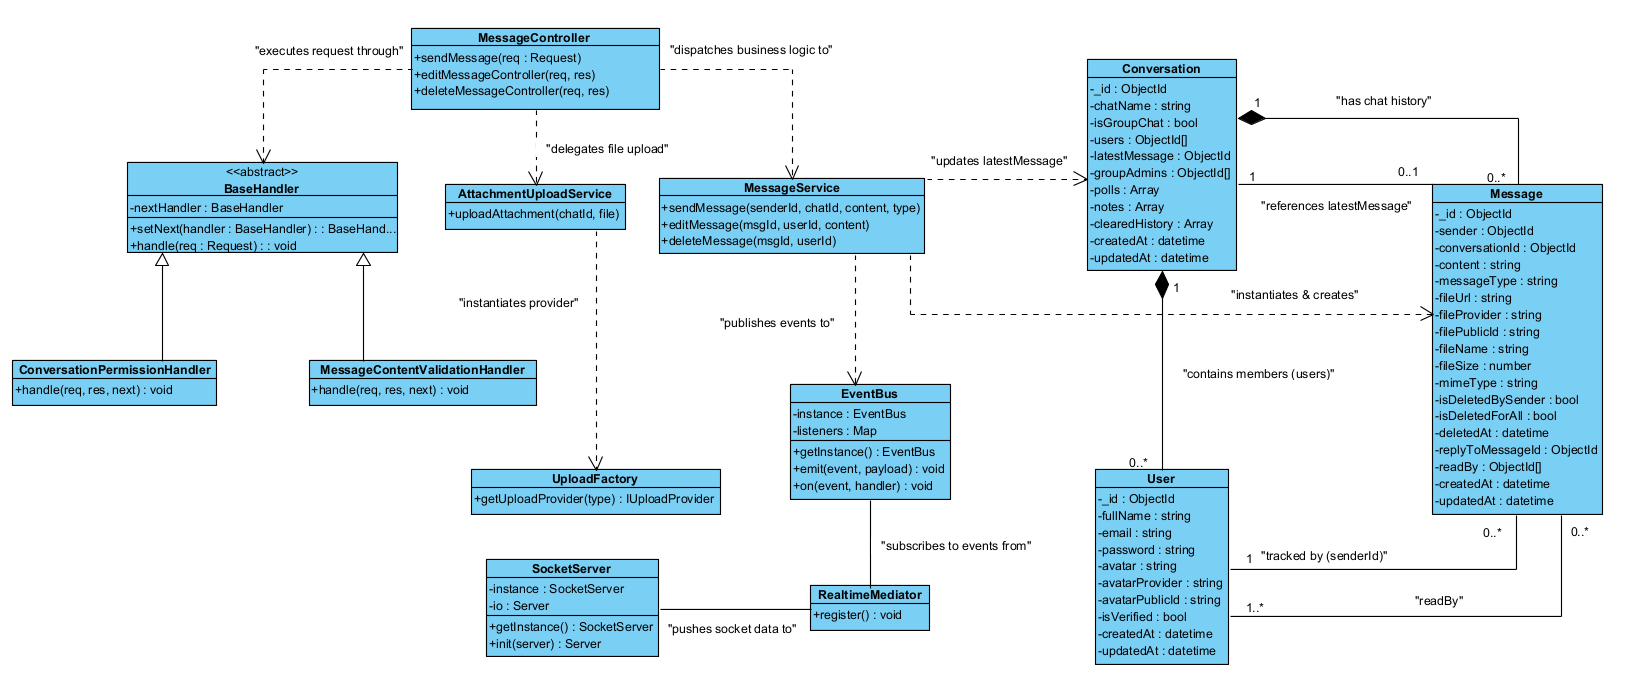 MessageController
+sendMessage(req : Request)
+editMessageController(req, res)
+deleteMessageController(req, res)
"executes request through"
"dispatches business logic to"
"delegates file upload"
<<abstract>>
BaseHandler
-nextHandler : BaseHandler
+setNext(handler : BaseHandler) : : BaseHand...
+handle(req : Request) : : void
AttachmentUploadService
+uploadAttachment(chatId, file)
MessageService
+sendMessage(senderId, chatId, content, type)
+editMessage(msgId, userId, content)
+deleteMessage(msgId, userId)
"updates latestMessage"
Conversation
-_id : ObjectId
-chatName : string
-isGroupChat : bool
-users : ObjectId[]
-latestMessage : ObjectId
-groupAdmins : ObjectId[]
-polls : Array
-notes : Array
-clearedHistory : Array
-createdAt : datetime
-updatedAt : datetime
1
"has chat history"
0..*
1
0..1
"references latestMessage"
Message
-_id : ObjectId
-sender : ObjectId
-conversationId : ObjectId
-content : string
-messageType : string
-fileUrl : string
-fileProvider : string
-filePublicId : string
-fileName : string
-fileSize : number
-mimeType : string
-isDeletedBySender : bool
-isDeletedForAll : bool
-deletedAt : datetime
-replyToMessageId : ObjectId
-readBy : ObjectId[]
-createdAt : datetime
-updatedAt : datetime
1
"instantiates & creates"
"instantiates provider"
"publishes events to"
ConversationPermissionHandler
+handle(req, res, next) : void
MessageContentValidationHandler
+handle(req, res, next) : void
"contains members (users)"
EventBus
-instance : EventBus
-listeners : Map
+getInstance() : EventBus
+emit(event, payload) : void
+on(event, handler) : void
0..*
UploadFactory
+getUploadProvider(type) : IUploadProvider
User
-_id : ObjectId
-fullName : string
-email : string
-password : string
-avatar : string
-avatarProvider : string
-avatarPublicId : string
-isVerified : bool
-createdAt : datetime
-updatedAt : datetime
0..*
0..*
1
"tracked by (senderId)"
1..*
"readBy"
"subscribes to events from"
SocketServer
-instance : SocketServer
-io : Server
+getInstance() : SocketServer
+init(server) : Server
RealtimeMediator
+register() : void
"pushes socket data to"